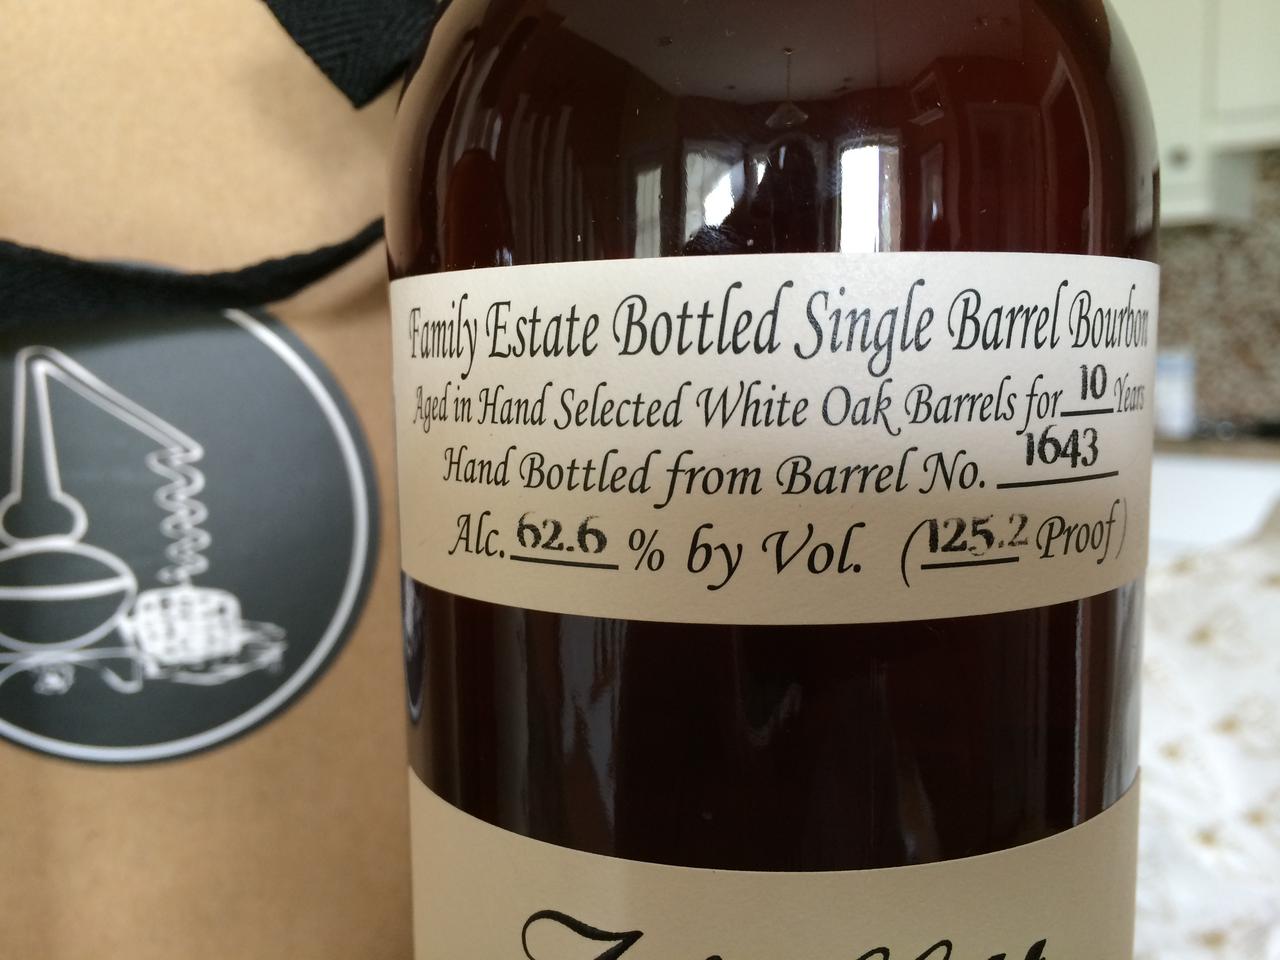 Family Estate Bottled Single Barrel Bourbon
Aged in Hand Selected White Oak Barrels for 10 Years
Hand Bottled from Barrel No. 1643
Alc. 62.6 % by Vol. (125.2 Proof)